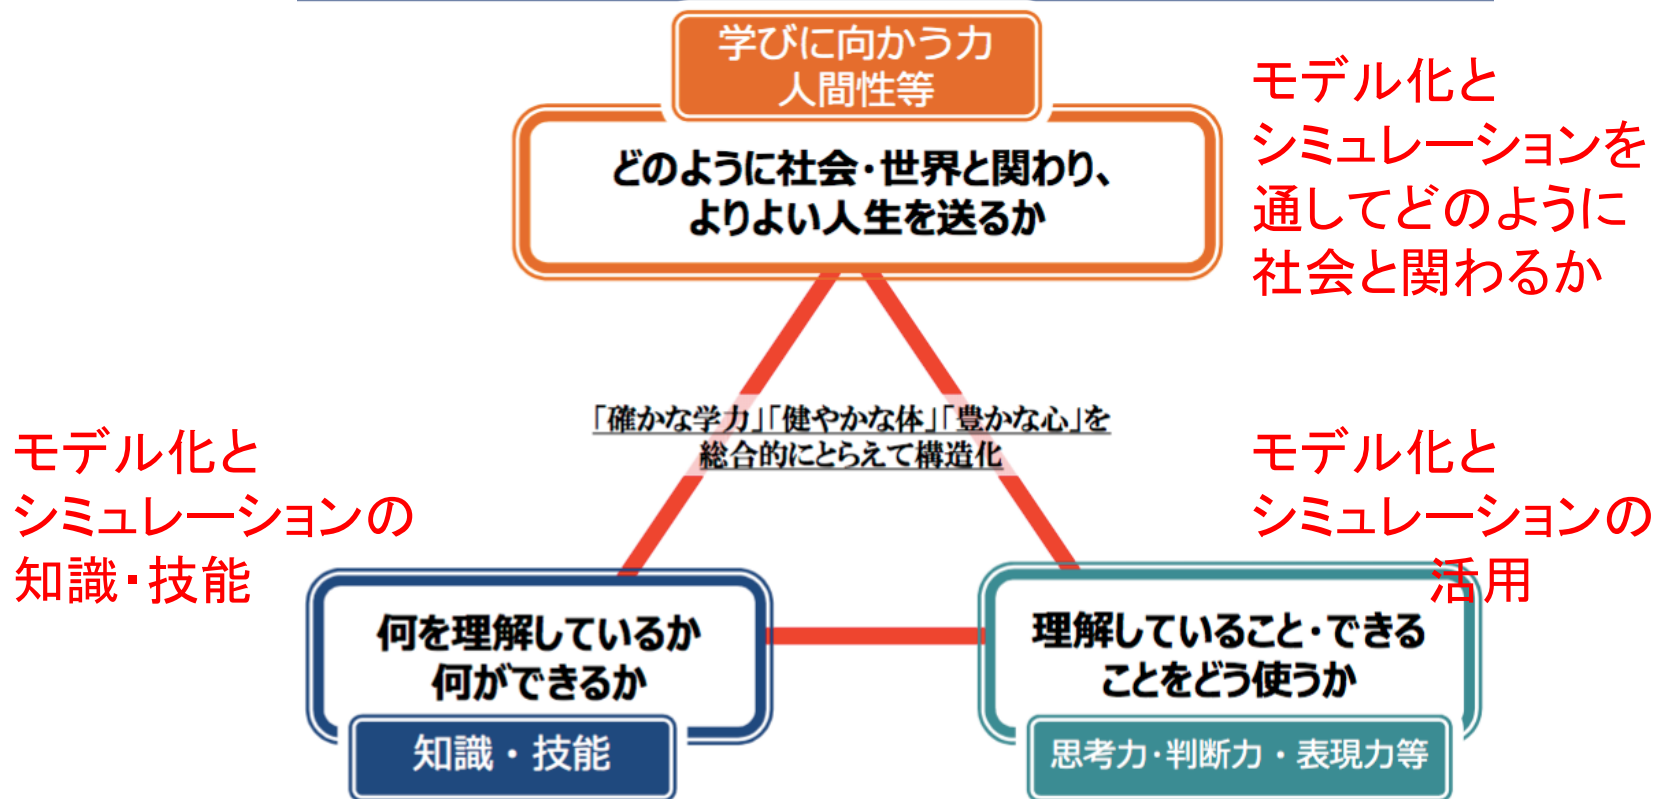 学びに向かう力
人間性等
どのように社会・世界と関わり、
よりよい人生を送るか
モデル化と
シミュレーションを
通してどのように
社会と関わるか
「確かな学力」「健やかな体」「豊かな心」を
総合的にとらえて構造化
モデル化と
シミュレーションの
知識・技能
モデル化と
シミュレーションの
活用
何を理解しているか
何ができるか
知識・技能
理解していること・できる
ことをどう使うか
思考力・判断力・表現力等